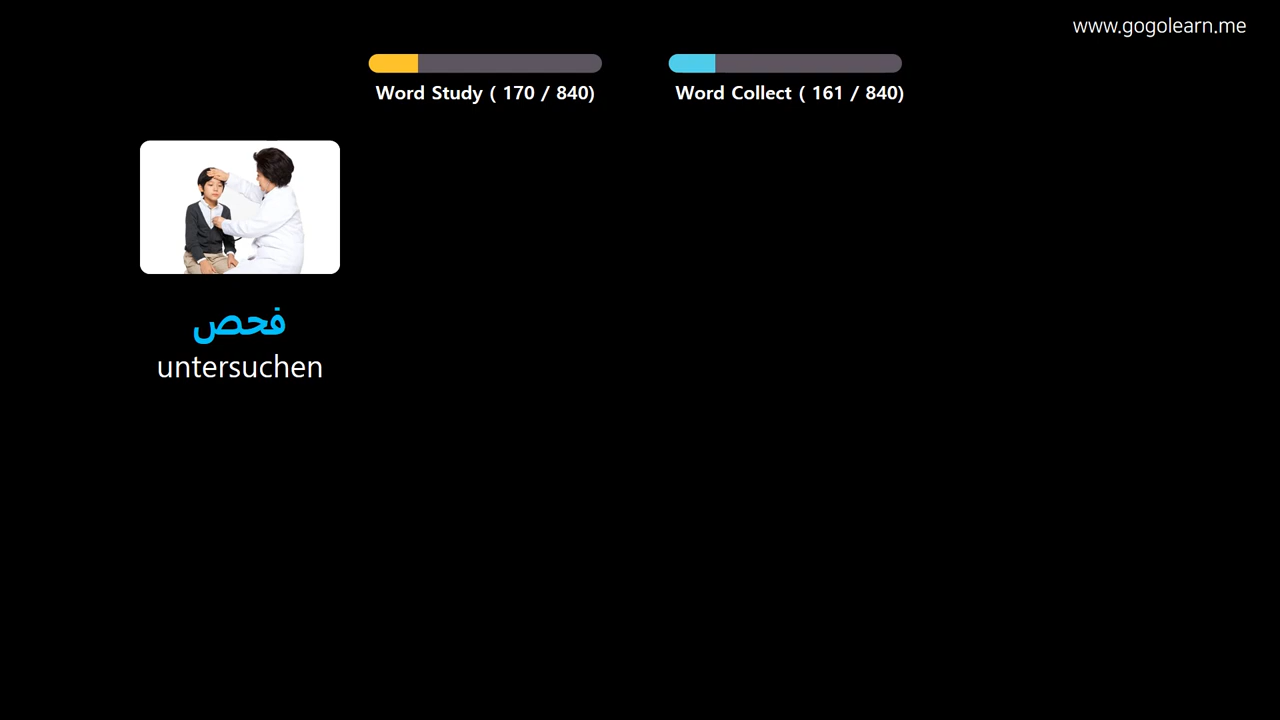 www.gogolearn.me
Word Study ( 170 / 840)
Word Collect ( 161 / 840)
فحص
untersuchen